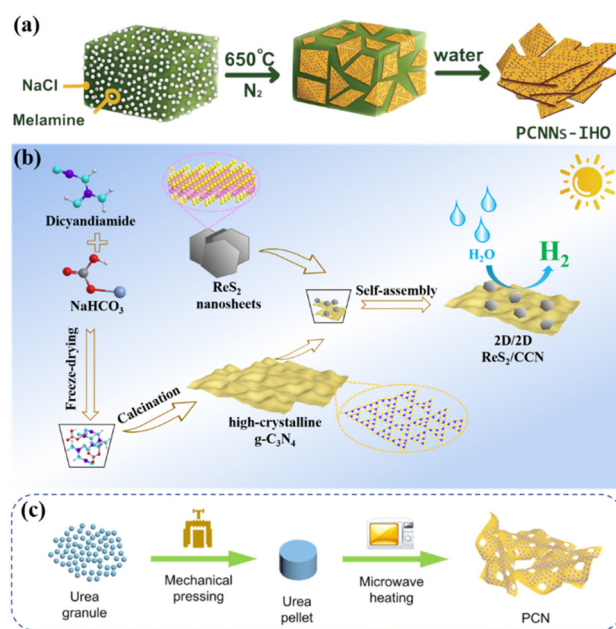 (a)
NaCl
Melamine
650°C
N₂
water
PCNNs-IHO
(b)
Dicyandiamide
NaHCO₃
ReS₂
nanosheets
Freeze-drying
Calcination
high-crystalline
g-C₃N₄
Self-assembly
H₂O
H₂
2D/2D
ReS₂/CCN
(c)
Urea
granule
Mechanical
pressing
Urea
pellet
Microwave
heating
PCN